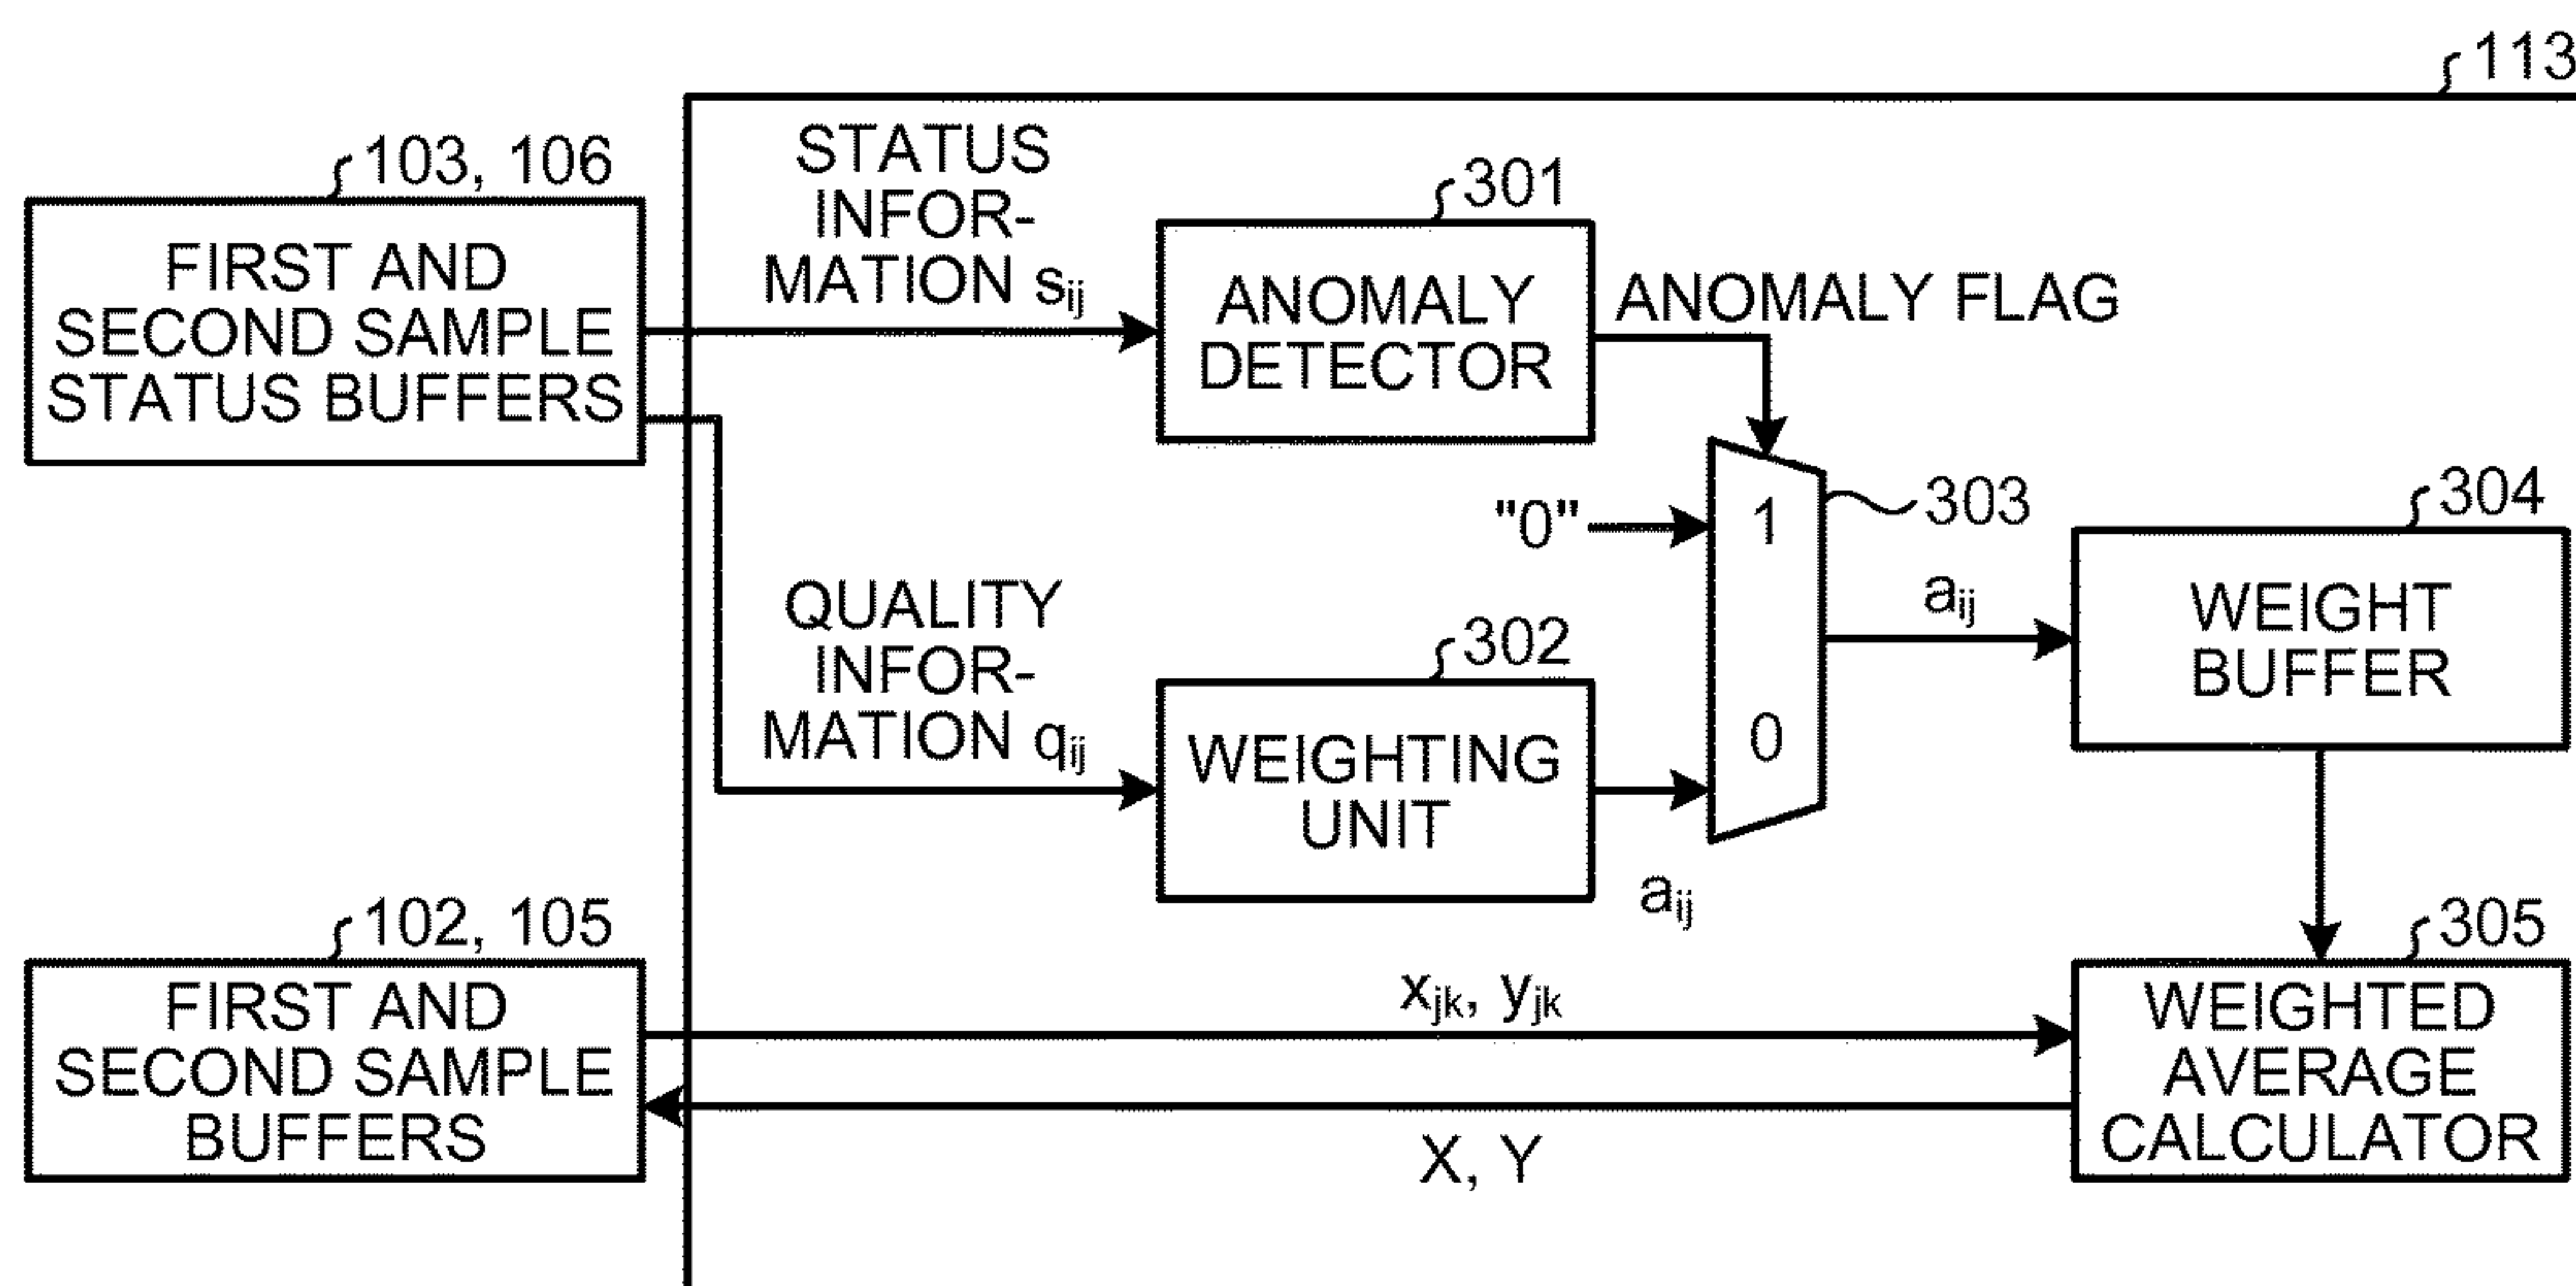 113
103, 106
FIRST AND
SECOND SAMPLE
STATUS BUFFERS
STATUS
INFOR-
MATION sij
301
ANOMALY
DETECTOR
ANOMALY FLAG
"0"
1
0
303
304
WEIGHT
BUFFER
aij
QUALITY
INFOR-
MATION qij
302
WEIGHTING
UNIT
aij
102, 105
FIRST AND
SECOND SAMPLE
BUFFERS
xjk, yjk
X, Y
305
WEIGHTED
AVERAGE
CALCULATOR